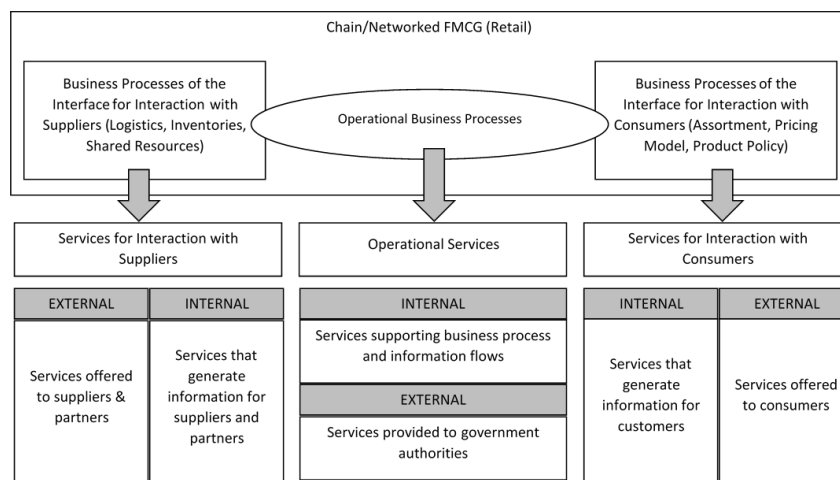 Chain/Networked FMCG (Retail)
Business Processes of the
Interface for Interaction with
Suppliers (Logistics, Inventories,
Shared Resources)
Operational Business Processes
Business Processes of the
Interface for Interaction with
Consumers (Assortment, Pricing
Model, Product Policy)
Services for Interaction with
Suppliers
Operational Services
Services for Interaction with
Consumers
EXTERNAL
INTERNAL
Services offered
to suppliers &
partners
Services that
generate
information for
suppliers and
partners
INTERNAL
Services supporting business process
and information flows
EXTERNAL
Services provided to government
authorities
INTERNAL
EXTERNAL
Services that
generate
information for
customers
Services offered
to consumers